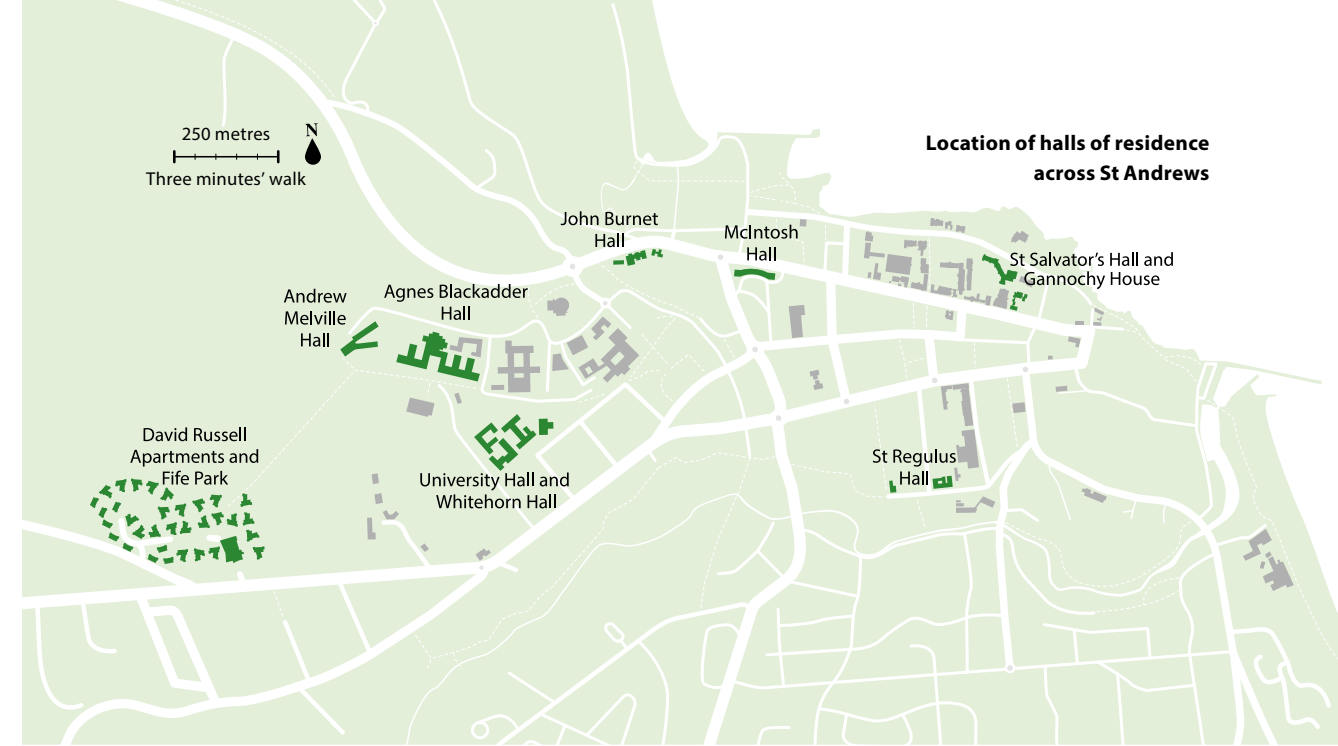 250 metres
N
Three minutes’ walk
Location of halls of residence
across St Andrews
John Burnet
Hall
McIntosh
Hall
St Salvator’s Hall and
Gannochy House
Andrew
Melville
Hall
Agnes Blackadder
Hall
David Russell
Apartments and
Fife Park
University Hall and
Whitehorn Hall
St Regulus
Hall